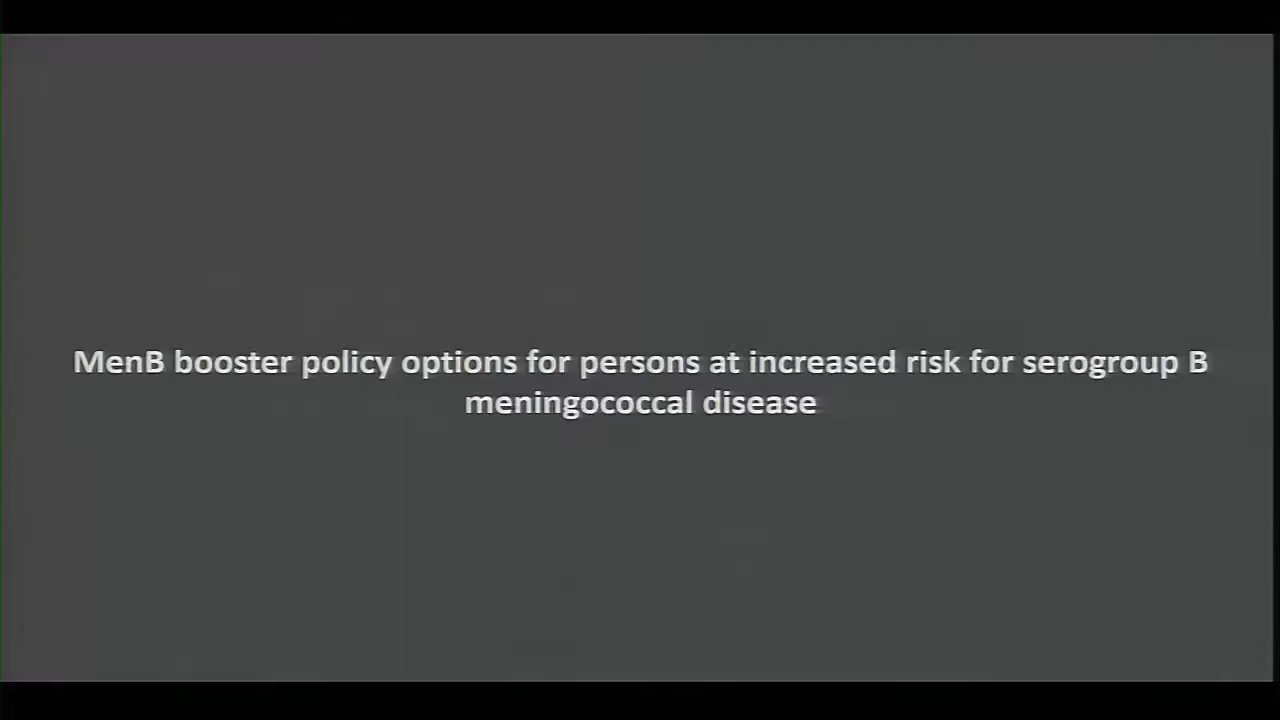 MenB booster policy options for persons at increased risk for serogroup B
meningococcal disease